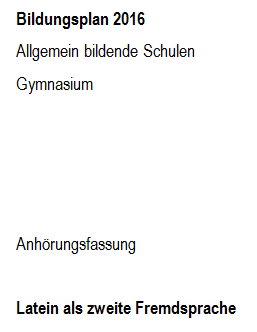 Bildungsplan 2016
Allgemein bildende Schulen
Gymnasium
Anhörungsfassung
Latein als zweite Fremdsprache